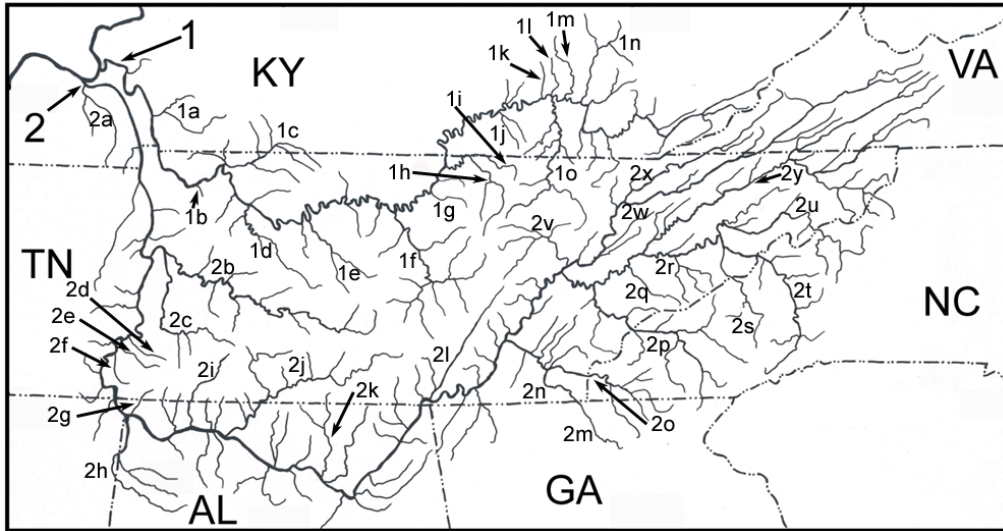 1
1l
1m
1n
KY
1k
VA
2
2a
1a
1i
1c
1j
1h
1o
2x
2y
1b
1g
2w
2u
2v
1d
TN
2b
1e
1f
2r
2d
2q
2t
NC
2e
2c
2s
2f
2p
2i
2j
2l
2k
2n
2g
2o
2m
2h
GA
AL